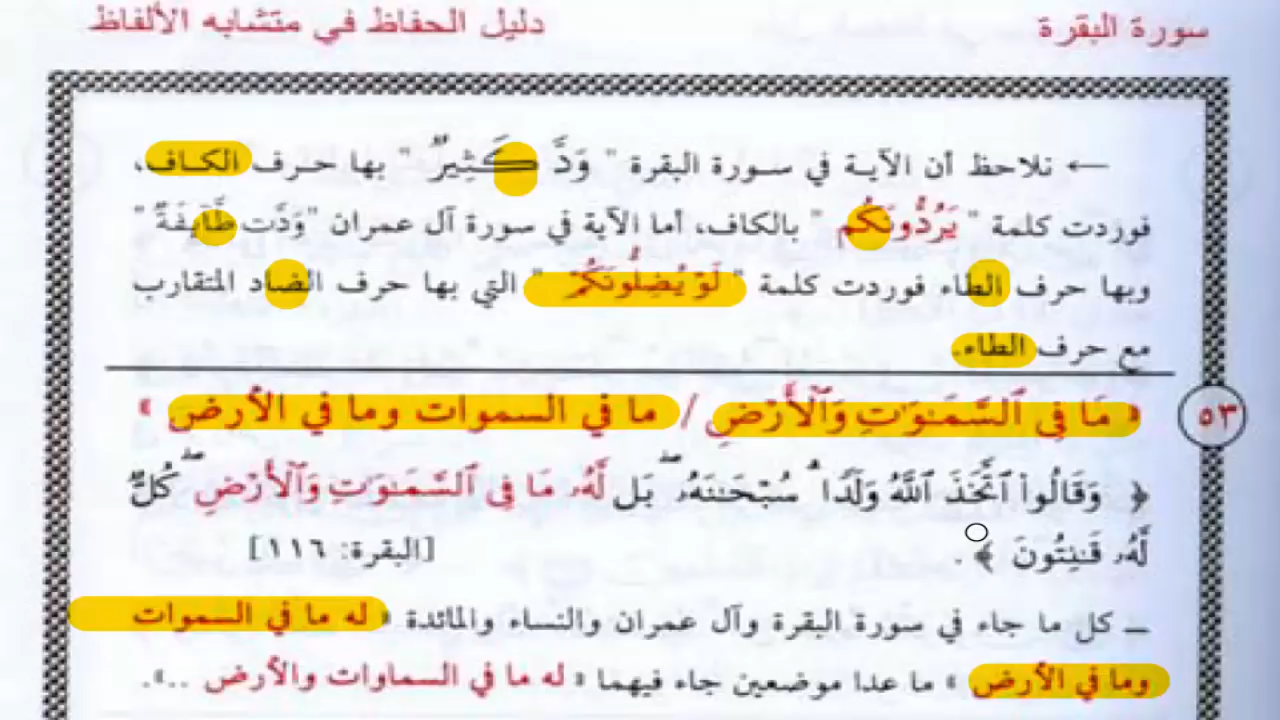 سورة البقرة دليل الحفاظ في متشابه الألفاظ
← نلاحظ أن الآية في سورة البقرة " وَدَّ كَثِيرٌ " بها حرف الكاف،
فوردت كلمة " يَرُدُّونَكُم " بالكاف، أما الآية في سورة آل عمران "وَدَّت طَّآئِفَةٌ "
وبها حرف الطاء فوردت كلمة " لَوْ يُضِلُّونَكُمْ " التي بها حرف الضاد المتقارب
مع حرف الطاء.
٥٣ « مَا فِى ٱلسَّمَـٰوَٰتِ وَٱلْأَرْضِ / ما في السموات وما في الأرض »
﴿ وَقَالُوا۟ ٱتَّخَذَ ٱللَّهُ وَلَدًا ۗ سُبْحَـٰنَهُۥ ۖ بَل لَّهُۥ مَا فِى ٱلسَّمَـٰوَٰتِ وَٱلْأَرْضِ ۖ كُلٌّ
لَّهُۥ قَـٰنِتُونَ ﴾ . [البقرة: ١١٦]
ــ كل ما جاء في سورة البقرة وآل عمران والنساء والمائدة « له ما في السموات
وما في الأرض » ما عدا موضعين جاء فيهما « له ما في السماوات والأرض ..».